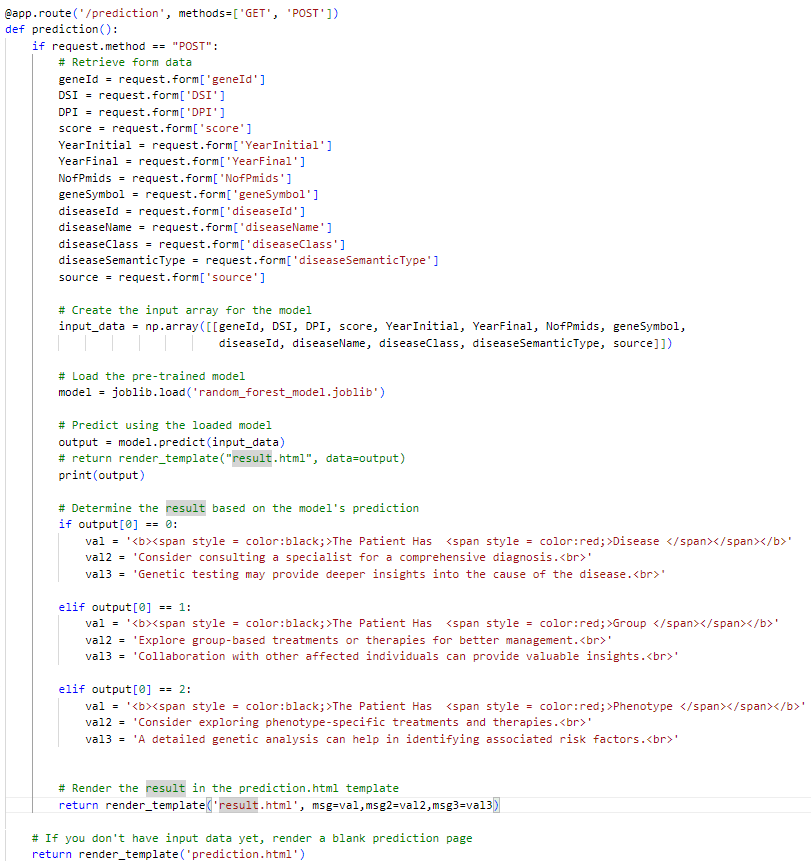 @app.route('/prediction', methods=['GET', 'POST'])
def prediction():
    if request.method == "POST":
        # Retrieve form data
        geneId = request.form['geneId']
        DSI = request.form['DSI']
        DPI = request.form['DPI']
        score = request.form['score']
        YearInitial = request.form['YearInitial']
        YearFinal = request.form['YearFinal']
        NofPmids = request.form['NofPmids']
        geneSymbol = request.form['geneSymbol']
        diseaseId = request.form['diseaseId']
        diseaseName = request.form['diseaseName']
        diseaseClass = request.form['diseaseClass']
        diseaseSemanticType = request.form['diseaseSemanticType']
        source = request.form['source']

        # Create the input array for the model
        input_data = np.array([[geneId, DSI, DPI, score, YearInitial, YearFinal, NofPmids, geneSymbol,
                                diseaseId, diseaseName, diseaseClass, diseaseSemanticType, source]])

        # Load the pre-trained model
        model = joblib.load('random_forest_model.joblib')

        # Predict using the loaded model
        output = model.predict(input_data)
        # return render_template("result.html", data=output)
        print(output)

        # Determine the result based on the model's prediction
        if output[0] == 0:
            val = '<b><span style = color:black;>The Patient Has  <span style = color:red;>Disease </span></span></b>'
            val2 = 'Consider consulting a specialist for a comprehensive diagnosis.<br>'
            val3 = 'Genetic testing may provide deeper insights into the cause of the disease.<br>'

        elif output[0] == 1:
            val = '<b><span style = color:black;>The Patient Has  <span style = color:red;>Group </span></span></b>'
            val2 = 'Explore group-based treatments or therapies for better management.<br>'
            val3 = 'Collaboration with other affected individuals can provide valuable insights.<br>'

        elif output[0] == 2:
            val = '<b><span style = color:black;>The Patient Has  <span style = color:red;>Phenotype </span></span></b>'
            val2 = 'Consider exploring phenotype-specific treatments and therapies.<br>'
            val3 = 'A detailed genetic analysis can help in identifying associated risk factors.<br>'


        # Render the result in the prediction.html template
        return render_template('result.html', msg=val,msg2=val2,msg3=val3)

    # If you don't have input data yet, render a blank prediction page
    return render_template('prediction.html')